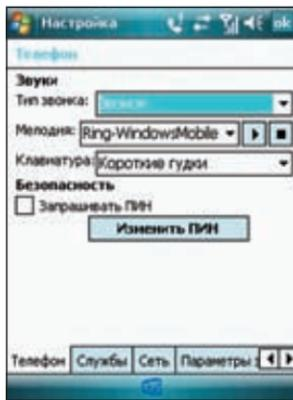 Настройка ok
Телефон
Звуки
Тип звонка: Звонок
Мелодия: Ring-WindowsMobile
Клавиатура: Короткие гудки
Безопасность
Запрашивать ПИН
Изменить ПИН
Телефон Службы Сеть Параметры